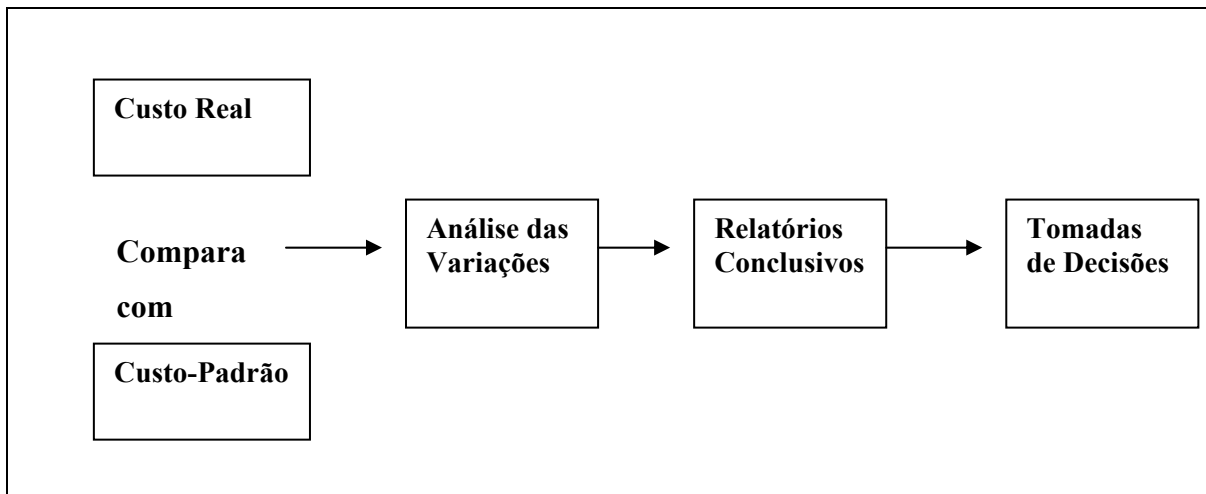 Custo Real
Compara
com
Custo-Padrão
Análise das
Variações
Relatórios
Conclusivos
Tomadas
de Decisões